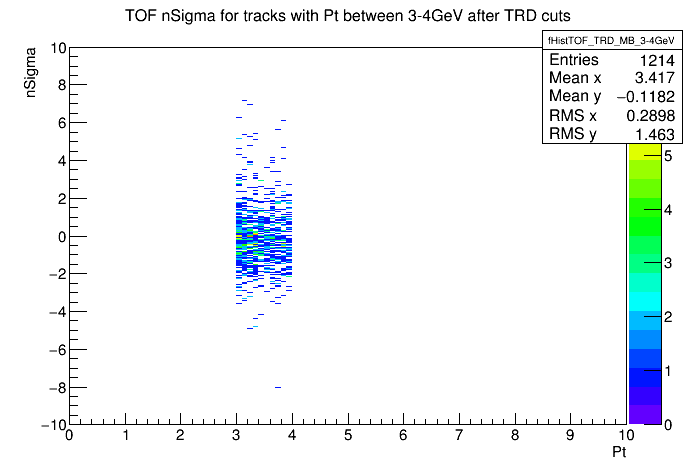 TOF nSigma for tracks with Pt between 3-4GeV after TRD cuts
fHistTOF_TRD_MB_3-4GeV
Entries 1214
Mean x 3.417
Mean y −0.1182
RMS x 0.2898
RMS y 1.463
nSigma
10
8
6
4
2
0
−2
−4
−6
−8
−10
0 1 2 3 4 5 6 7 8 9 10
Pt
5
4
3
2
1
0